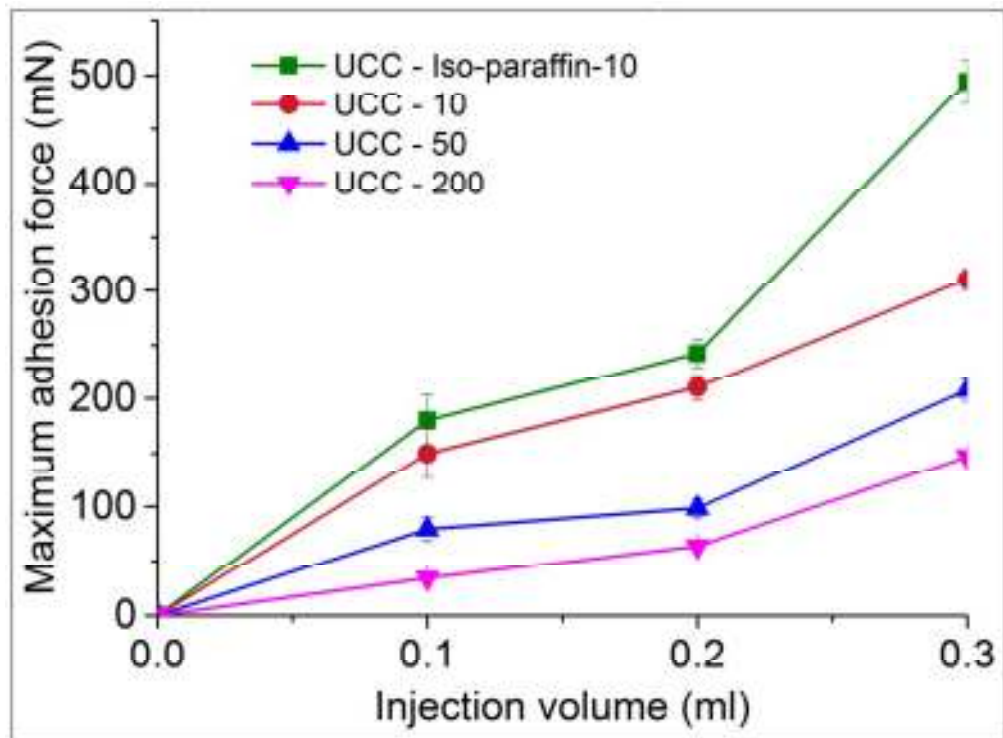 Maximum adhesion force (mN)
500
400
300
200
100
0
UCC - Iso-paraffin-10
UCC - 10
UCC - 50
UCC - 200
0.0
0.1
0.2
0.3
Injection volume (ml)